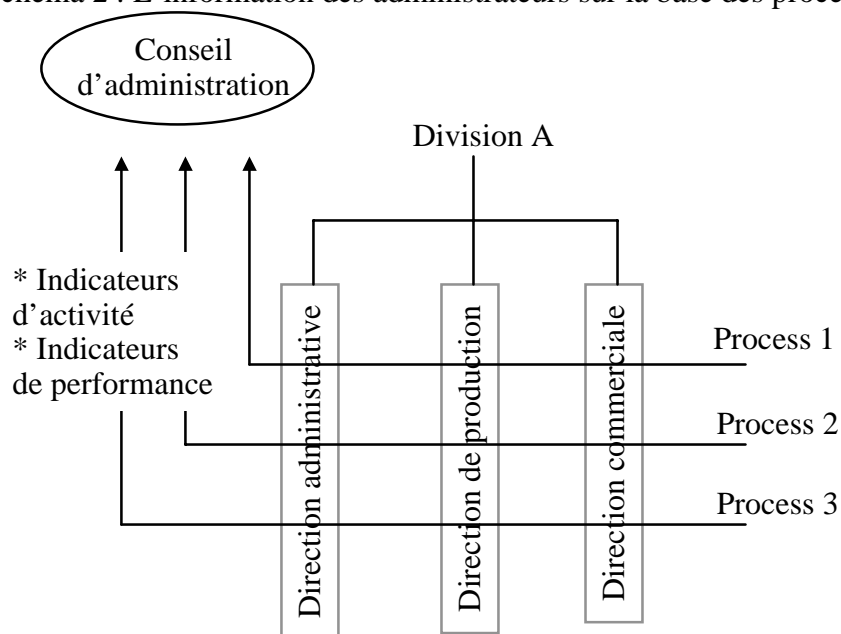 chéma 2 : L'information des administrateurs sur la base des proce
Conseil
d’administration
Division A
* Indicateurs
d’activité
* Indicateurs
de performance
Direction administrative
Direction de production
Direction commerciale
Process 1
Process 2
Process 3